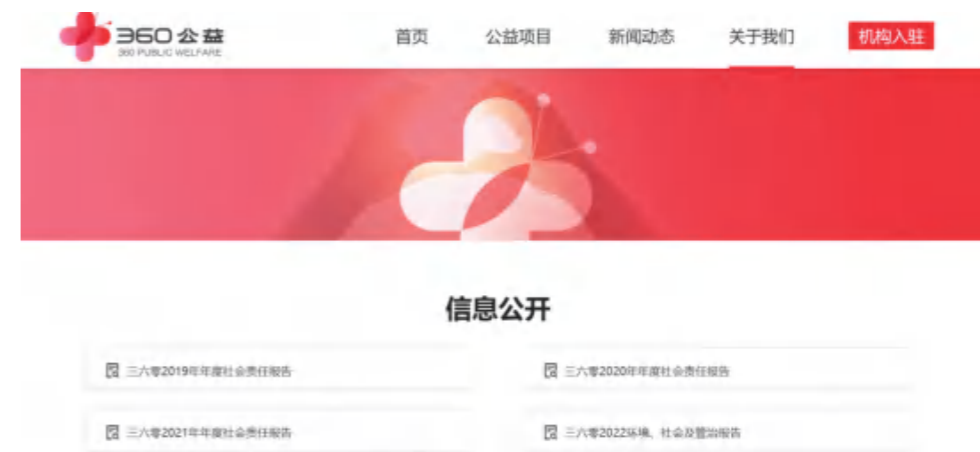 360公益
360 PUBLIC WELFARE
首页 公益项目 新闻动态 关于我们 机构入驻
信息公开
三六零2019年年度社会责任报告
三六零2020年年度社会责任报告
三六零2021年年度社会责任报告
三六零2022环境、社会及管治报告